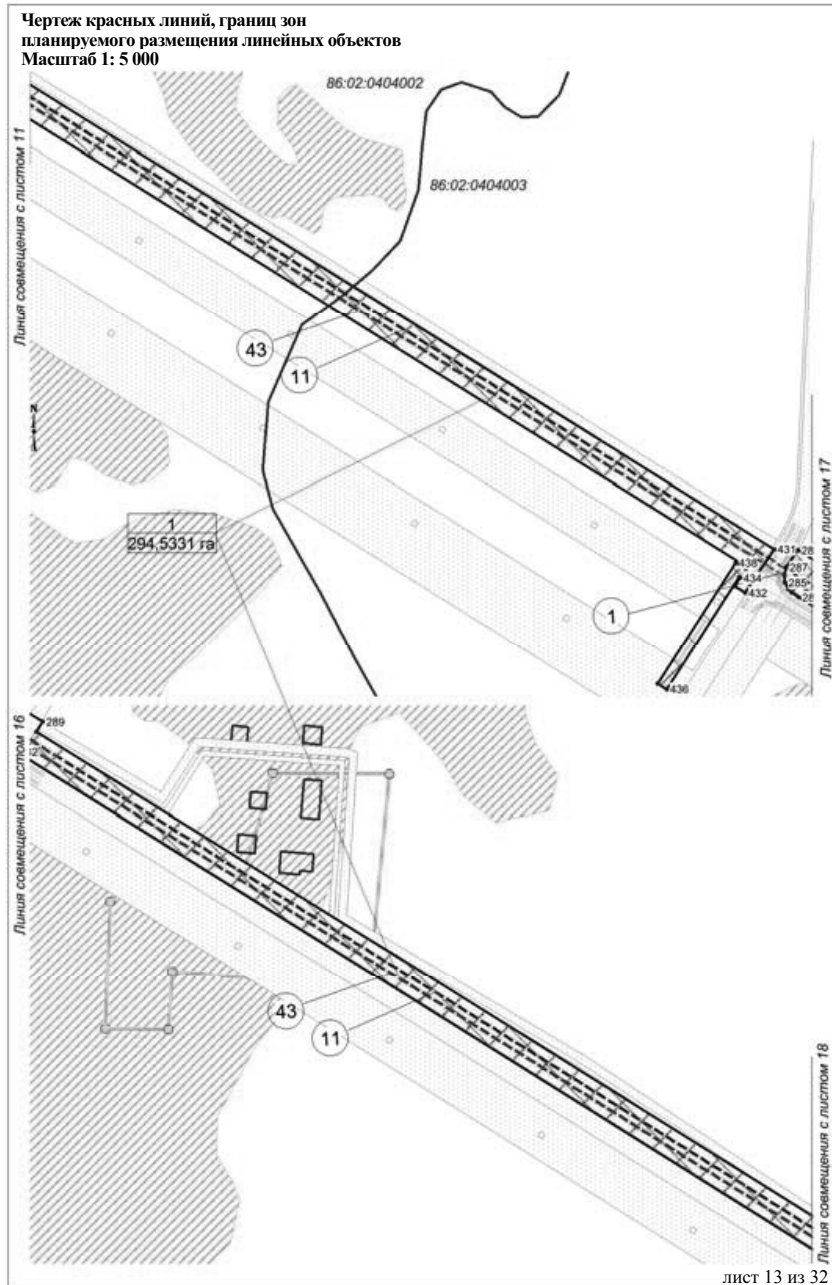 Чертеж красных линий, границ зон
планируемого размещения линейных объектов
Масштаб 1: 5 000
86:02:0404002
Линия совмещения с листом 11
86:02:0404003
43
11
N
1
294,5331 га
Линия совмещения с листом 17
431
28
438
287
434
285
432
28
1
436
Линия совмещения с листом 16
289
43
11
Линия совмещения с листом 18
лист 13 из 32